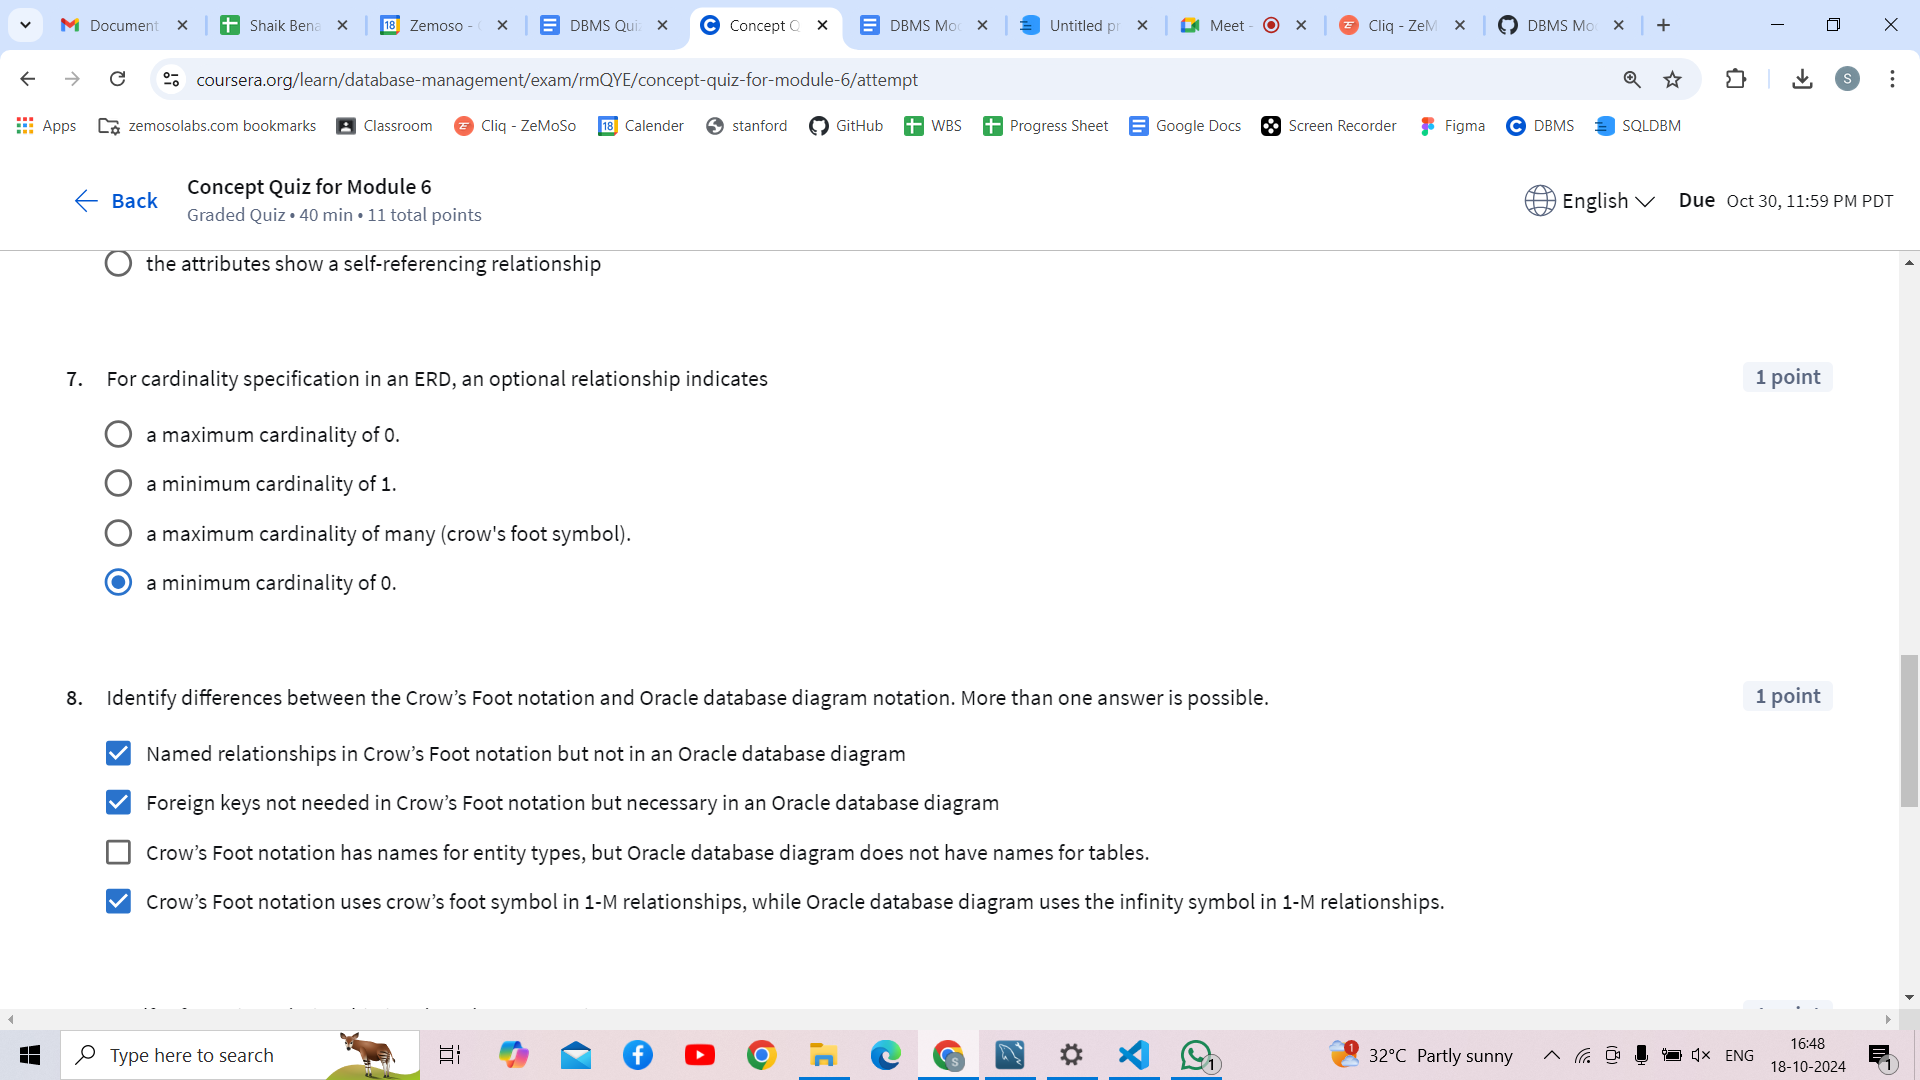 Document
Shaik Bena
Zemoso -
DBMS Qui
Concept Q
DBMS Mo
Untitled pr
Meet -
Cliq - ZeM
DBMS Mo
coursera.org/learn/database-management/exam/rmQYE/concept-quiz-for-module-6/attempt
S
Apps
zemosolabs.com bookmarks
Classroom
Cliq - ZeMoSo
18
Calender
stanford
GitHub
WBS
Progress Sheet
Google Docs
Screen Recorder
Figma
DBMS
SQLDBM
Back
Concept Quiz for Module 6
Graded Quiz • 40 min • 11 total points
English
Due Oct 30, 11:59 PM PDT
the attributes show a self-referencing relationship
7. For cardinality specification in an ERD, an optional relationship indicates
1 point
a maximum cardinality of 0.
a minimum cardinality of 1.
a maximum cardinality of many (crow's foot symbol).
a minimum cardinality of 0.
8. Identify differences between the Crow’s Foot notation and Oracle database diagram notation. More than one answer is possible.
1 point
Named relationships in Crow’s Foot notation but not in an Oracle database diagram
Foreign keys not needed in Crow’s Foot notation but necessary in an Oracle database diagram
Crow’s Foot notation has names for entity types, but Oracle database diagram does not have names for tables.
Crow’s Foot notation uses crow’s foot symbol in 1-M relationships, while Oracle database diagram uses the infinity symbol in 1-M relationships.
Type here to search
1
1
32°C Partly sunny
ENG
16:48
18-10-2024
1